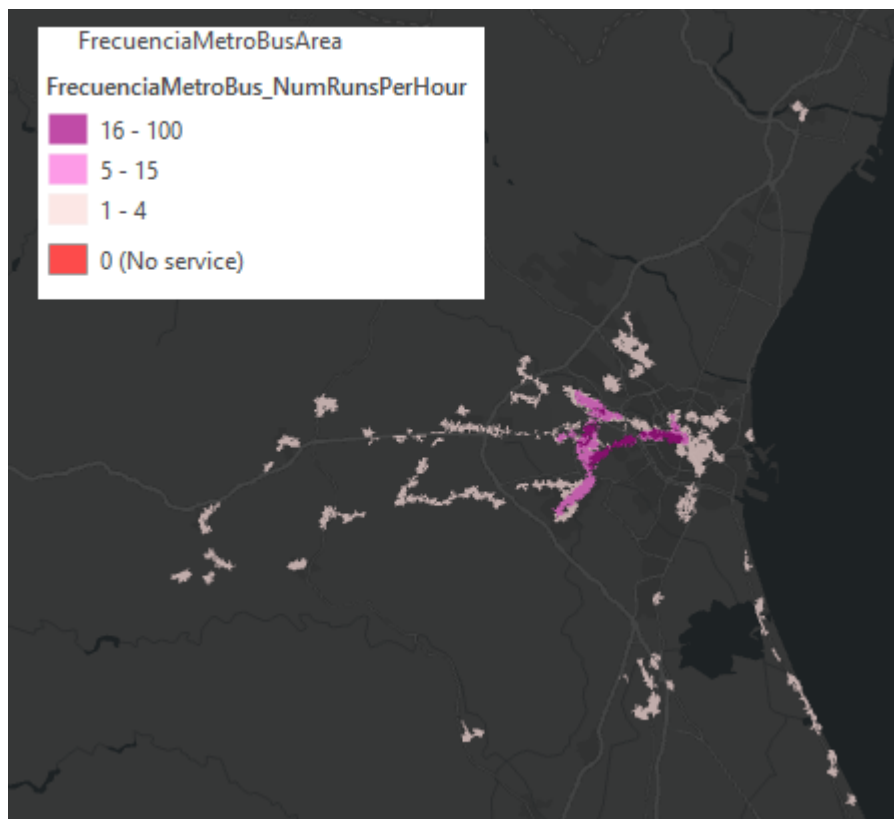 FrecuenciaMetroBusArea
FrecuenciaMetroBus_NumRunsPerHour
16 - 100
5 - 15
1 - 4
0 (No service)